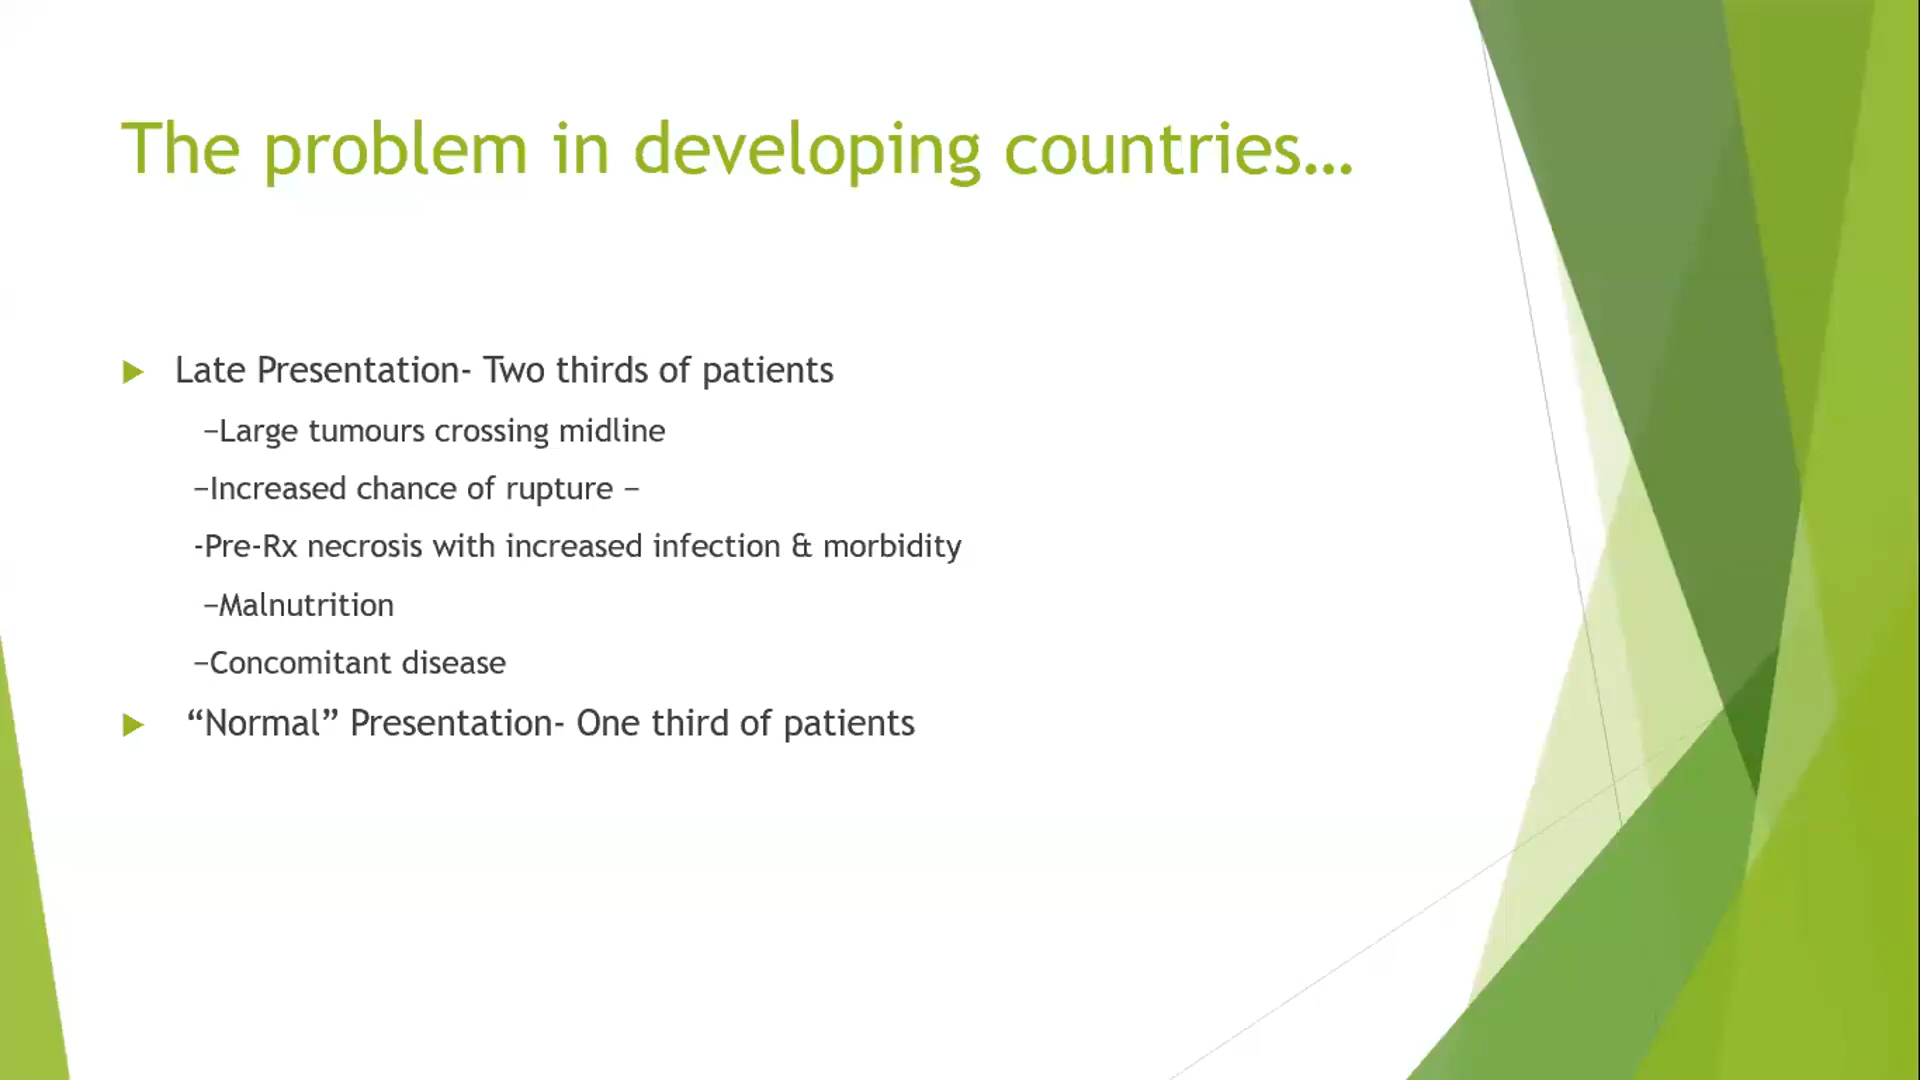 The problem in developing countries...
Late Presentation- Two thirds of patients
–Large tumours crossing midline
–Increased chance of rupture –
-Pre-Rx necrosis with increased infection & morbidity
–Malnutrition
–Concomitant disease
“Normal” Presentation- One third of patients